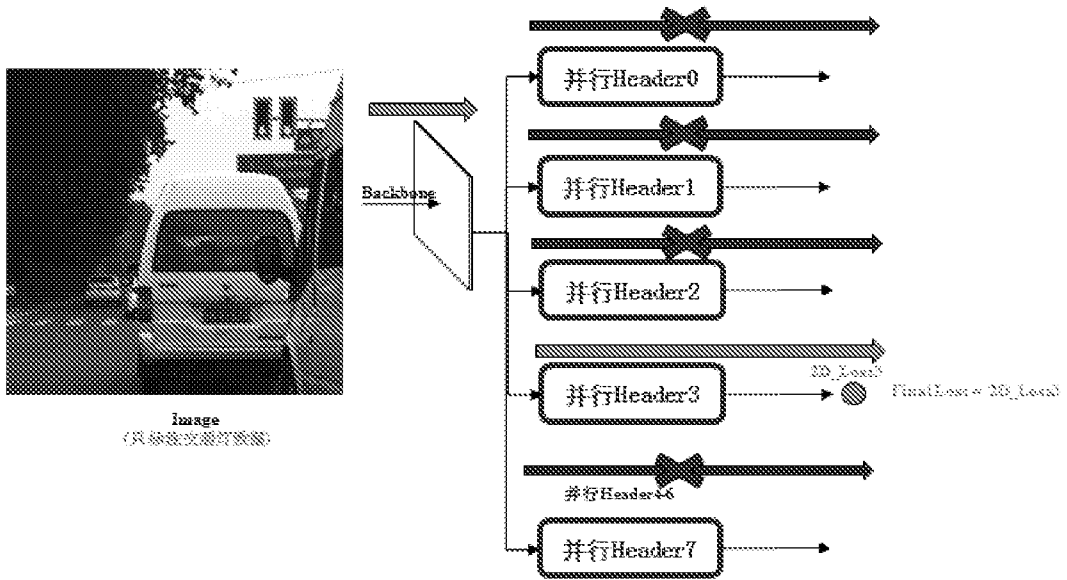 并行Header0
并行Header1
Backbone
并行Header2
2D_Loss3
并行Header3
Final Loss = 2D_Loss3
Image
并行Header4-6
并行Header7